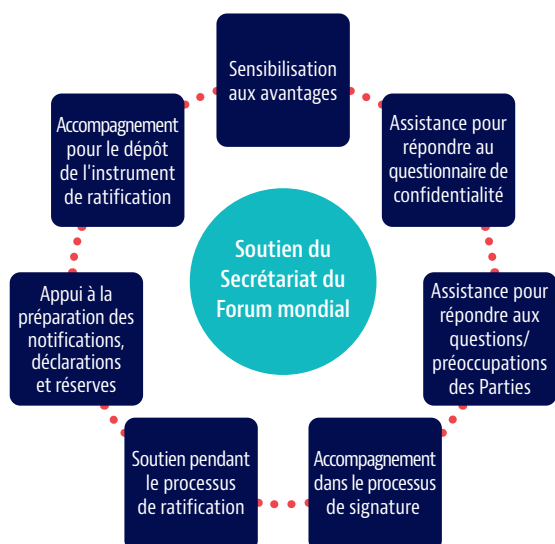 Sensibilisation
aux avantages
Assistance pour
répondre au
questionnaire de
confidentialité
Assistance pour
répondre aux
questions/
préoccupations
des Parties
Accompagnement
dans le processus
de signature
Soutien pendant
le processus
de ratification
Appui à la
préparation des
notifications,
déclarations
et réserves
Accompagnement
pour le dépôt
de l'instrument
de ratification
Soutien du
Secrétariat du
Forum mondial